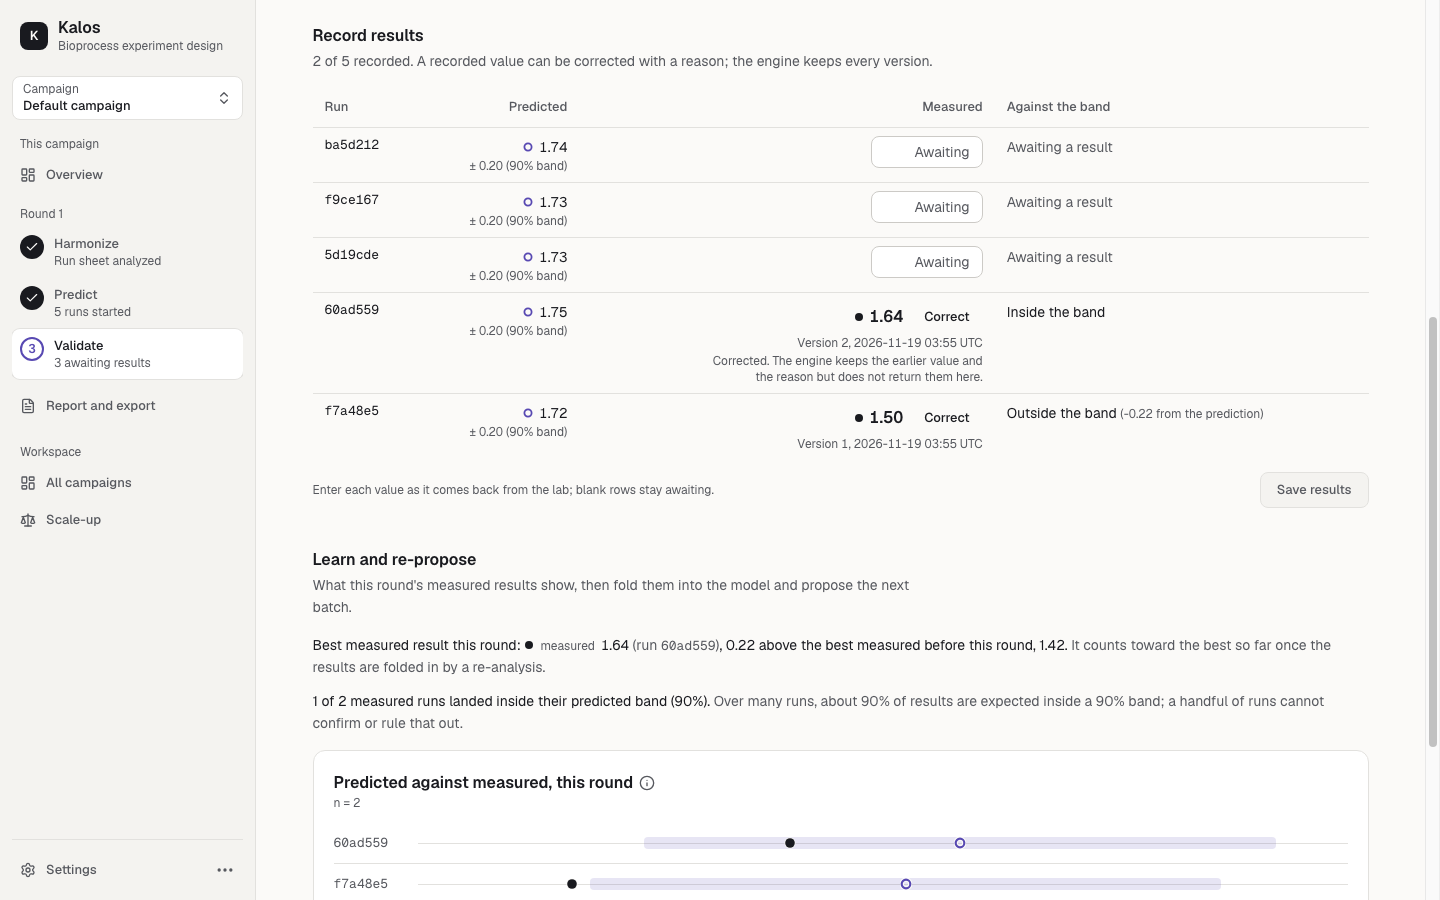 K
Kalos
Bioprocess experiment design
Campaign
Default campaign
This campaign
Overview
Round 1
Harmonize
Run sheet analyzed
Predict
5 runs started
3
Validate
3 awaiting results
Report and export
Workspace
All campaigns
Scale-up
Settings
Record results
2 of 5 recorded. A recorded value can be corrected with a reason; the engine keeps every version.
Run Predicted Measured Against the band
ba5d212 1.74 Awaiting Awaiting a result
± 0.20 (90% band)
f9ce167 1.73 Awaiting Awaiting a result
± 0.20 (90% band)
5d19cde 1.73 Awaiting Awaiting a result
± 0.20 (90% band)
60ad559 1.75 1.64 Correct Inside the band
± 0.20 (90% band)
Version 2, 2026-11-19 03:55 UTC
Corrected. The engine keeps the earlier value and
the reason but does not return them here.
f7a48e5 1.72 1.50 Correct Outside the band (-0.22 from the prediction)
± 0.20 (90% band)
Version 1, 2026-11-19 03:55 UTC
Enter each value as it comes back from the lab; blank rows stay awaiting.
Save results
Learn and re-propose
What this round's measured results show, then fold them into the model and propose the next
batch.
Best measured result this round: measured 1.64 (run 60ad559), 0.22 above the best measured before this round, 1.42. It counts toward the best so far once the
results are folded in by a re-analysis.
1 of 2 measured runs landed inside their predicted band (90%). Over many runs, about 90% of results are expected inside a 90% band; a handful of runs cannot
confirm or rule that out.
Predicted against measured, this round
n = 2
60ad559
f7a48e5